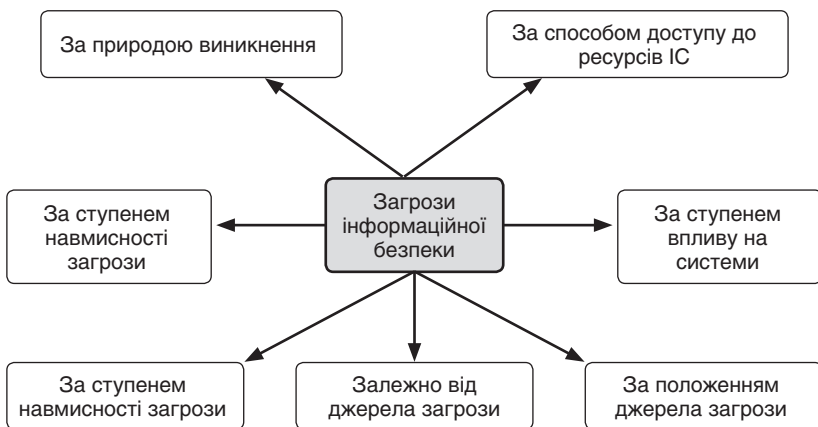 За природою виникнення
За способом доступу до
ресурсів ІС
За ступенем
навмисності
загрози
Загрози
інформаційної
безпеки
За ступенем
впливу на
системи
За ступенем
навмисності загрози
Залежно від
джерела загрози
За положенням
джерела загрози